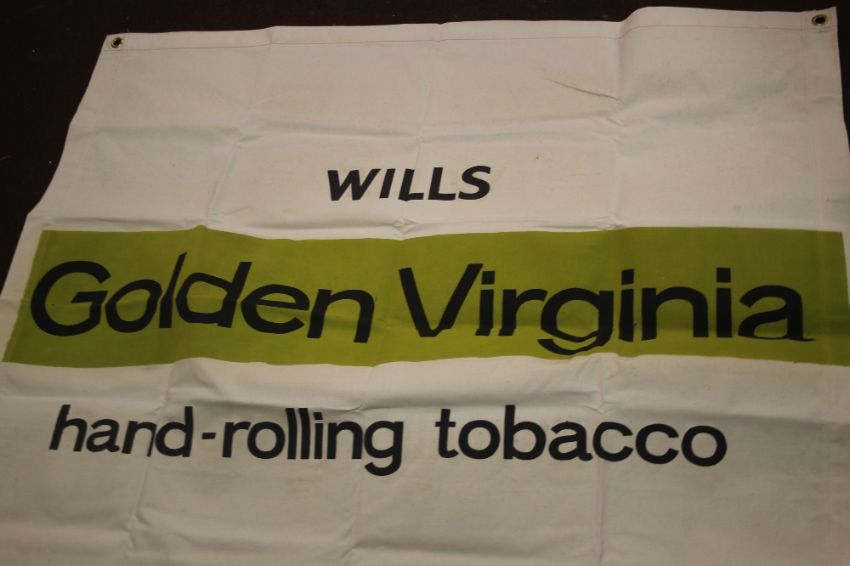 WILLS
Golden Virginia
hand-rolling tobacco